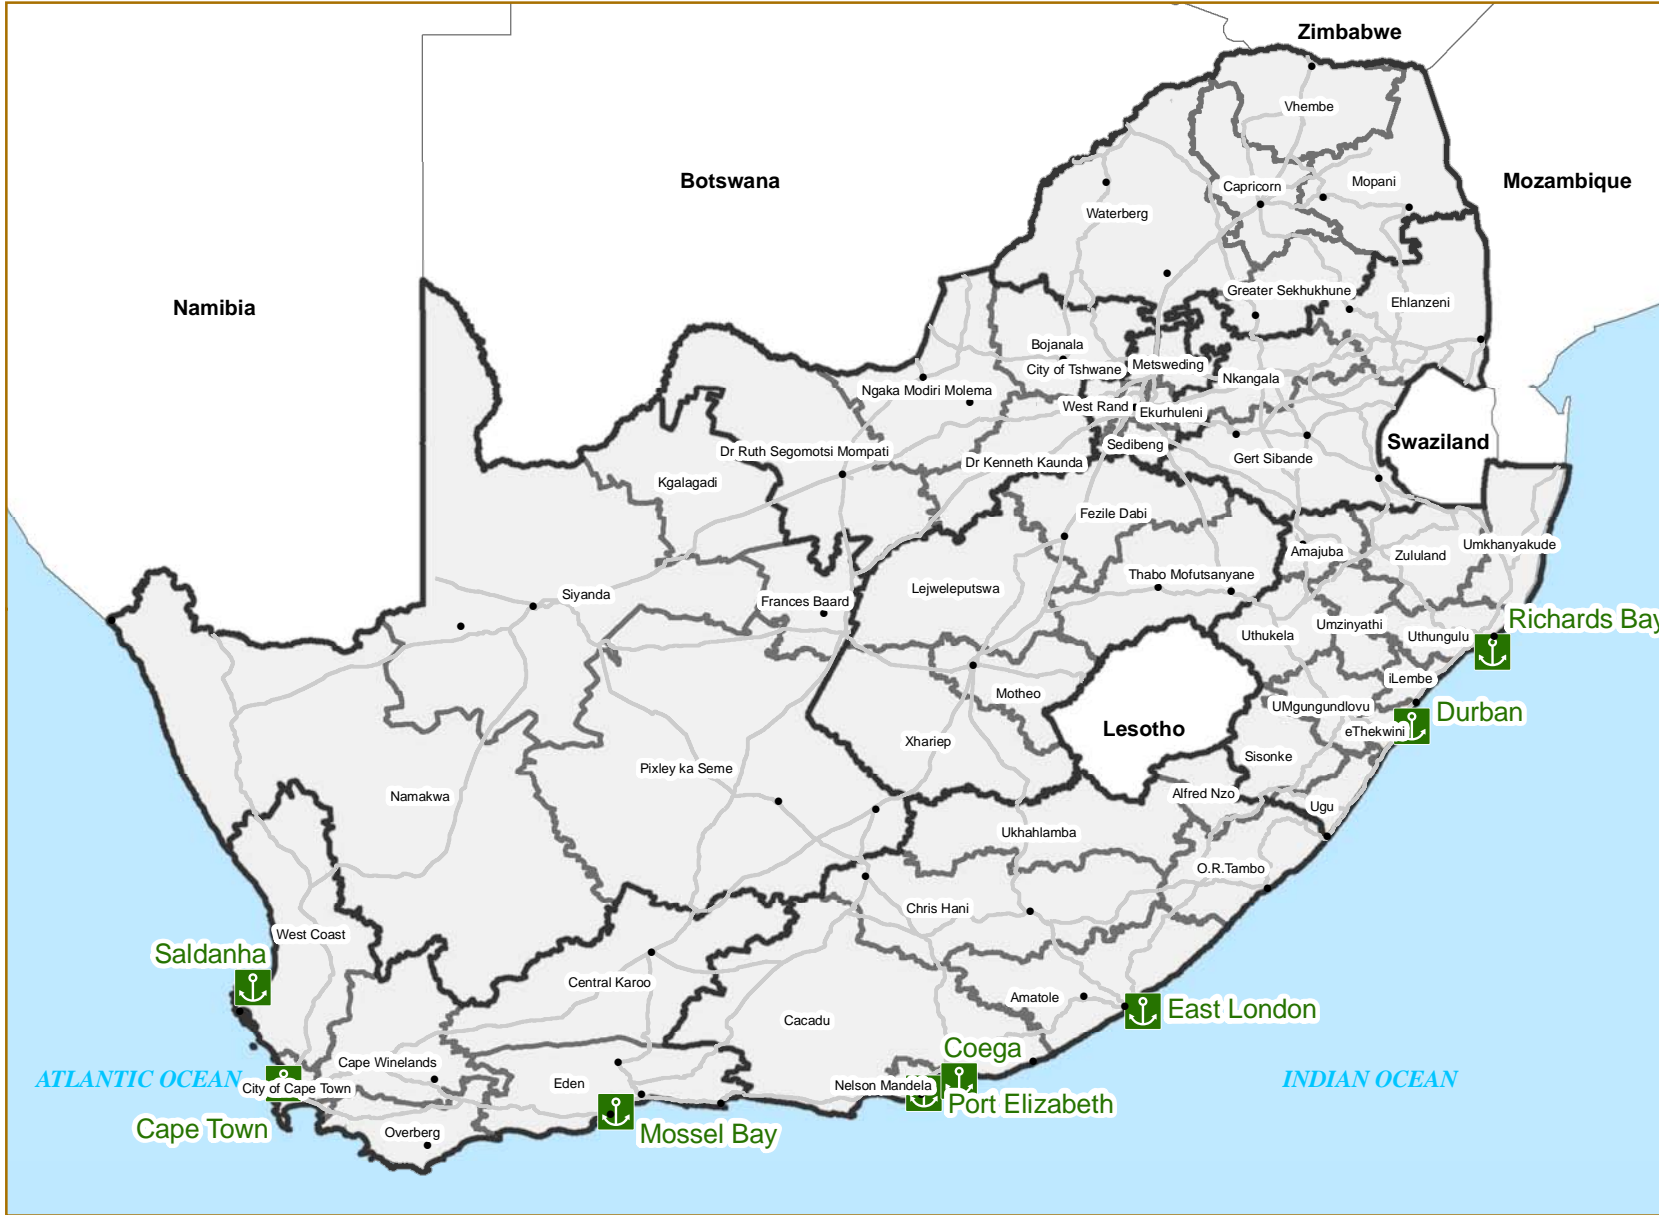 Zimbabwe
Vhembe
Botswana
Mozambique
Capricorn
Mopani
Waterberg
Namibia
Greater Sekhukhune
Ehlanzeni
Bojanala
City of Tshwane
Metsweding
Nkangala
Ngaka Modiri Molema
West Rand
Ekurhuleni
Swaziland
Sedibeng
Dr Ruth Segomotsi Mompati
Dr Kenneth Kaunda
Gert Sibande
Kgalagadi
Fezile Dabi
Amajuba
Zululand
Umkhanyakude
Thabo Mofutsanyane
Lejweleputswa
Siyanda
Frances Baard
Umzinyathi
Richards Bay
Uthukela
Uthungulu
iLembe
Motheo
UMgungundlovu
Durban
Lesotho
eThekwini
Xhariep
Sisonke
Pixley ka Seme
Namakwa
Alfred Nzo
Ugu
Ukhahlamba
O.R.Tambo
Chris Hani
West Coast
Saldanha
Central Karoo
Amatole
East London
Cacadu
Coega
Cape Winelands
ATLANTIC OCEAN
City of Cape Town
Eden
Nelson Mandela
INDIAN OCEAN
Port Elizabeth
Cape Town
Overberg
Mossel Bay